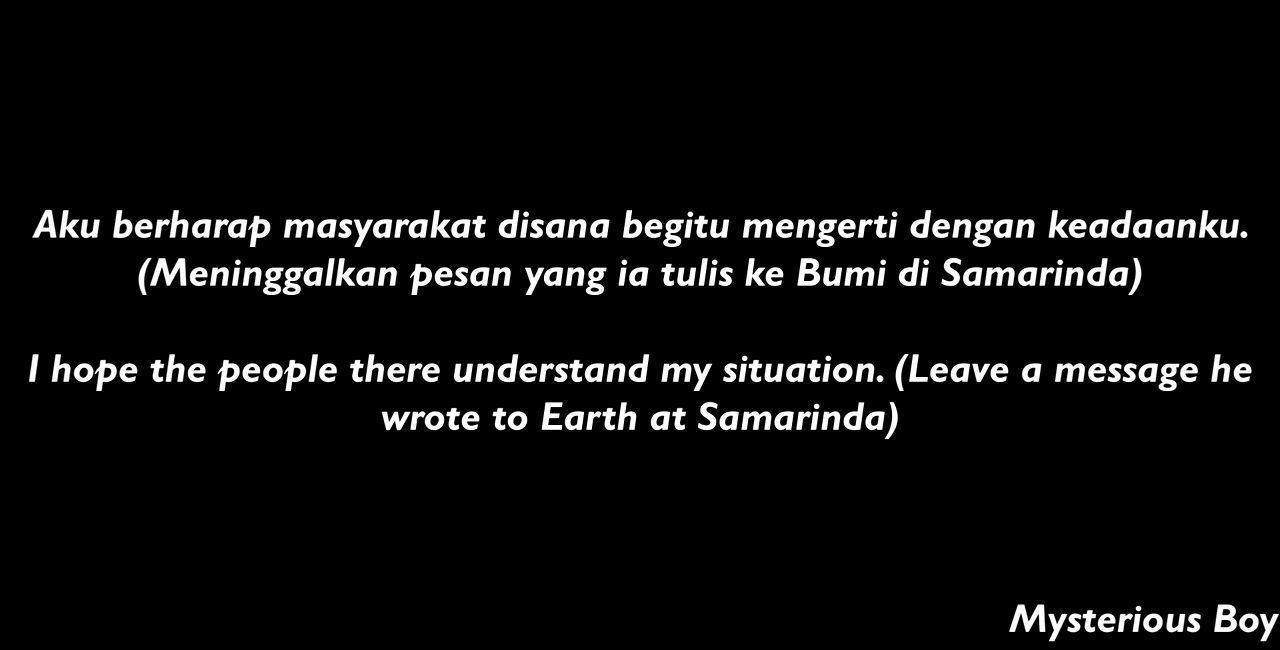 Aku berharap masyarakat disana begitu mengerti dengan keadaanku.
(Meninggalkan pesan yang ia tulis ke Bumi di Samarinda)
I hope the people there understand my situation. (Leave a message he
wrote to Earth at Samarinda)
Mysterious Boy